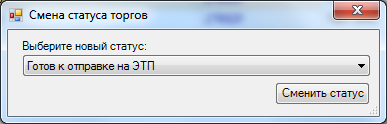 Смена статуса торгов
Выберите новый статус:
Готов к отправке на ЭТП
Сменить статус